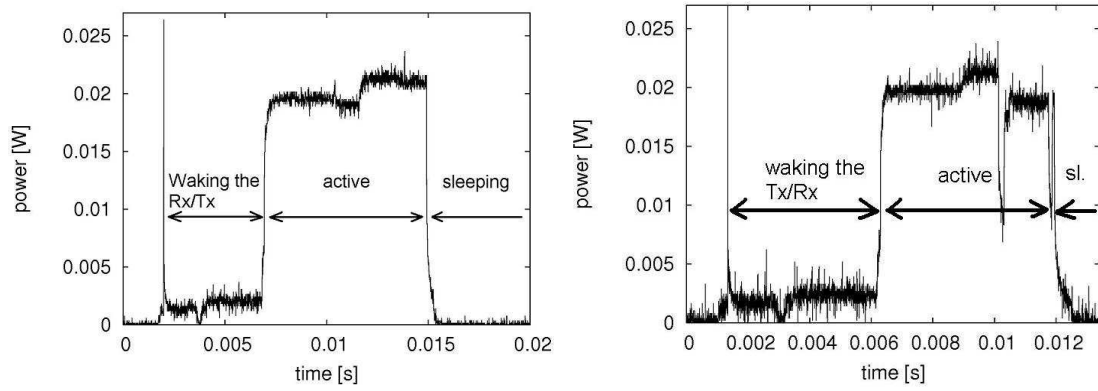 0.025
0.02
0.015
0.01
0.005
0
power [W]
Waking the
Rx/Tx
active
sleeping
0
0.005
0.01
0.015
0.02
time [s]
0.025
0.02
0.015
0.01
0.005
0
power [W]
waking the
Tx/Rx
active
sl.
0
0.002
0.004
0.006
0.008
0.01
0.012
time [s]